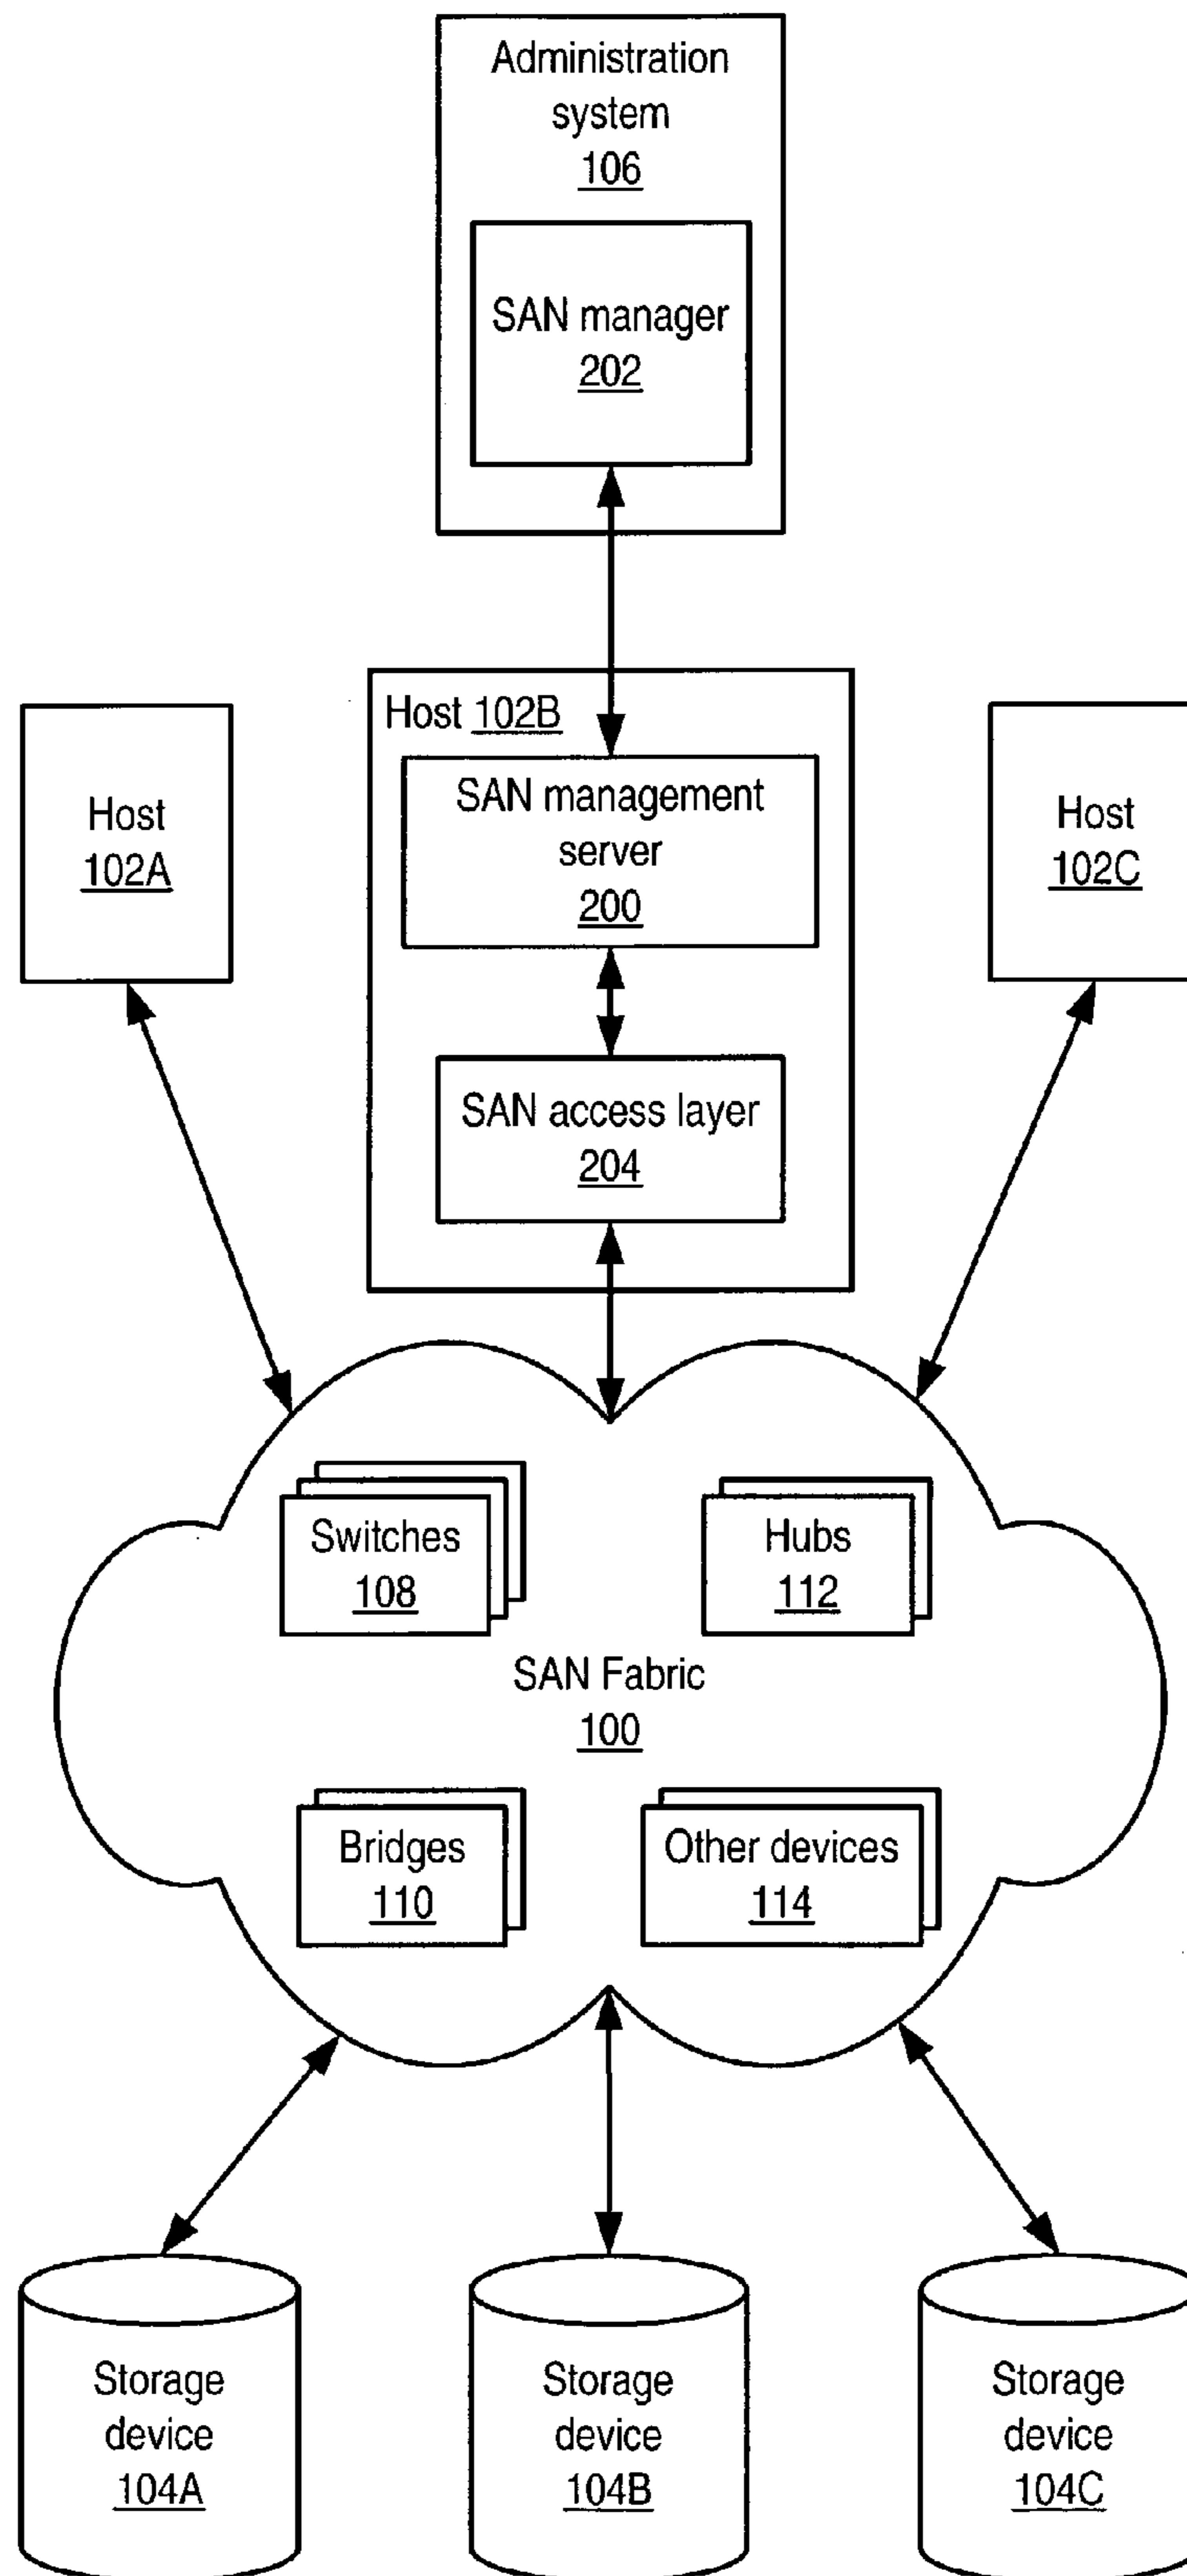 Administration
system
106
SAN manager
202
Host 102B
SAN management
server
200
Host
102A
Host
102C
SAN access layer
204
Switches
108
Hubs
112
SAN Fabric
100
Bridges
110
Other devices
114
Storage
device
104A
Storage
device
104B
Storage
device
104C